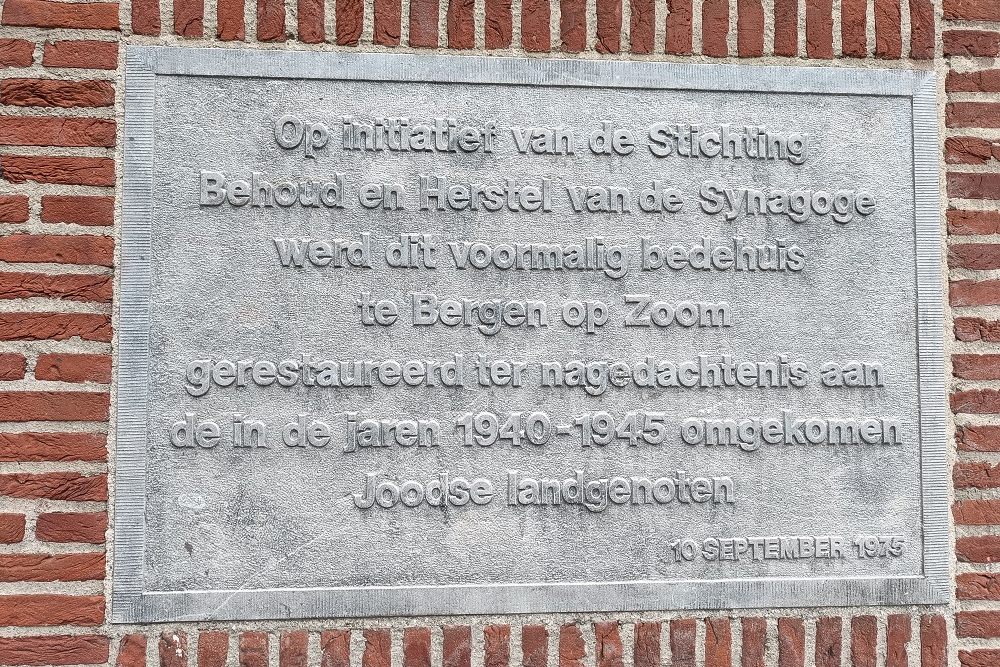 Op initiatief van de Stichting
Behoud en Herstel van de Synagoge
werd dit voormalig bedehuis
te Bergen op Zoom
gerestaureerd ter nagedachtenis aan
de in de jaren 1940-1945 omgekomen
Joodse landgenoten
10 SEPTEMBER 1975